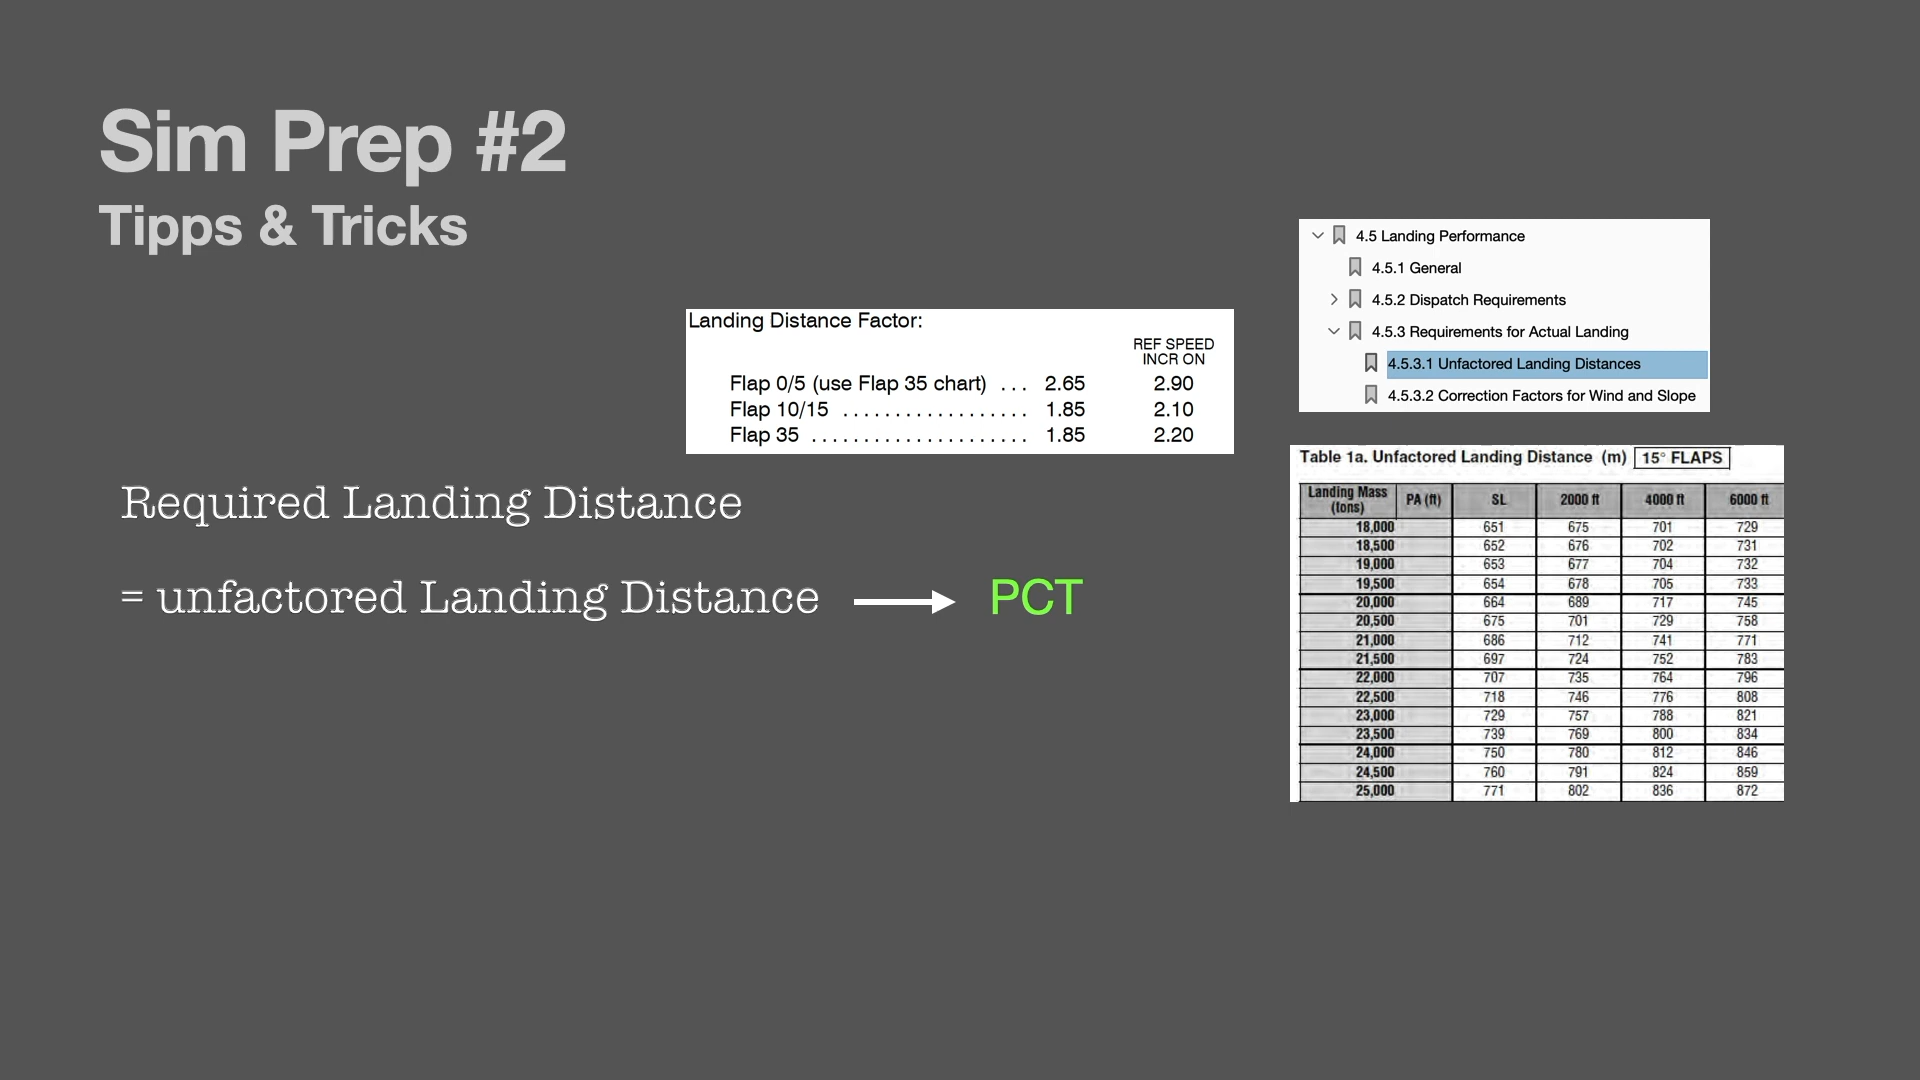 Sim Prep #2
Tipps & Tricks
4.5 Landing Performance
4.5.1 General
4.5.2 Dispatch Requirements
4.5.3 Requirements for Actual Landing
4.5.3.1 Unfactored Landing Distances
4.5.3.2 Correction Factors for Wind and Slope
Landing Distance Factor:
REF SPEED
INCR ON
Flap 0/5 (use Flap 35 chart) ... 2.65 2.90
Flap 10/15 .................. 1.85 2.10
Flap 35 ..................... 1.85 2.20
Required Landing Distance
= unfactored Landing Distance PCT
Table 1a. Unfactored Landing Distance (m) 15° FLAPS
Landing Mass (tons) PA (ft) SL 2000 ft 4000 ft 6000 ft
18,000 651 675 701 729
18,500 652 676 702 731
19,000 653 677 704 732
19,500 654 678 705 733
20,000 664 689 717 745
20,500 675 701 729 758
21,000 686 712 741 771
21,500 697 724 752 783
22,000 707 735 764 796
22,500 718 746 776 808
23,000 729 757 788 821
23,500 739 769 800 834
24,000 750 780 812 846
24,500 760 791 824 859
25,000 771 802 836 872